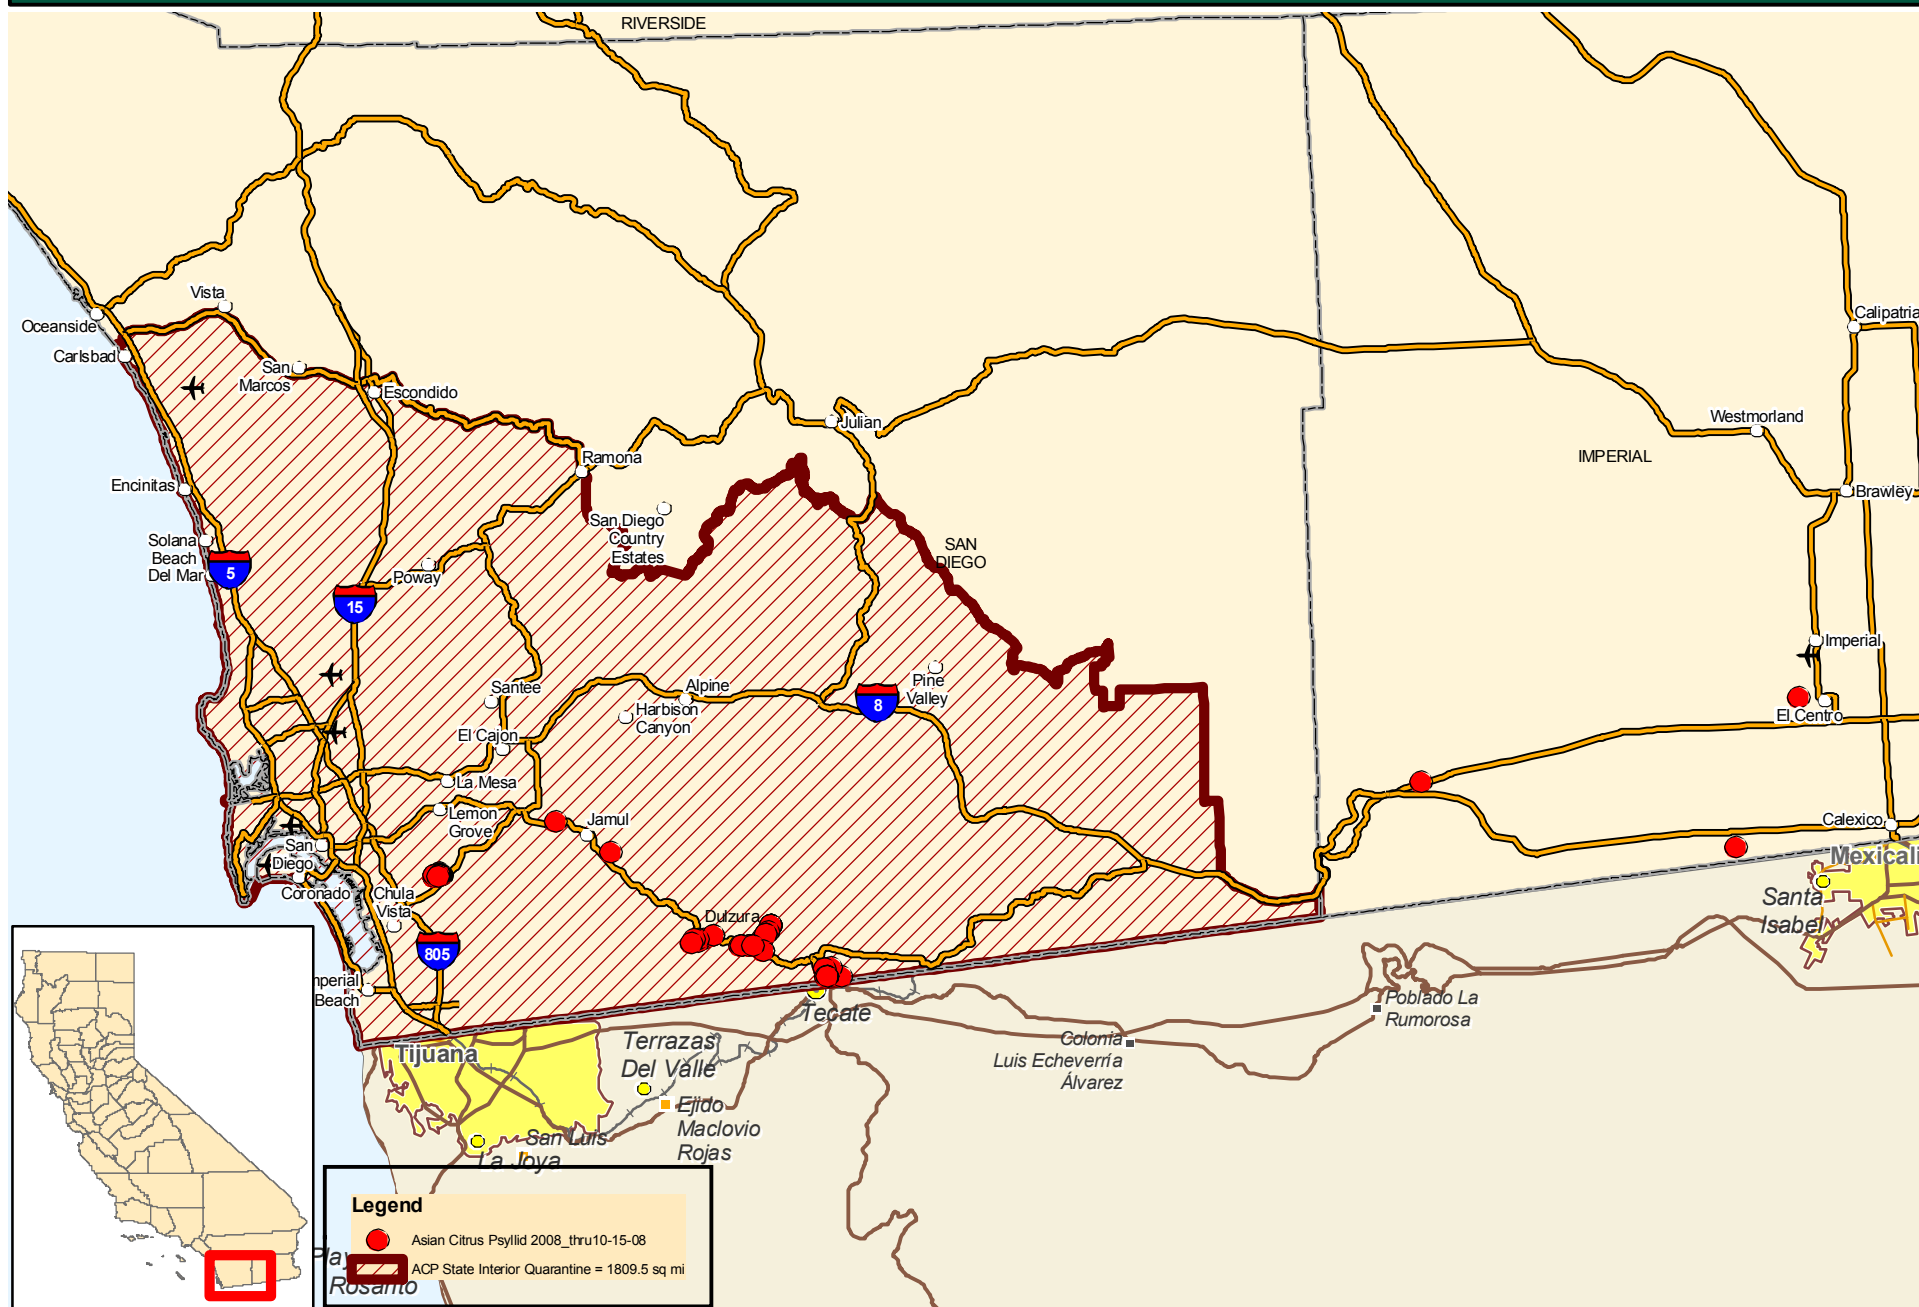 RIVERSIDE
Vista
Oceanside
Carlsbad
San
Marcos
Escondido
Calipatria
Julian
Westmorland
IMPERIAL
Ramona
Encinitas
Brawley
San Diego
Country
Estates
Solana
Beach
Del Mar
SAN
DIEGO
5
Poway
15
Imperial
Santee
Alpine
Pine
Valley
8
Harbison
Canyon
El Centro
El Cajon
La Mesa
Lemon
Grove
Jamul
Calexico
San
Diego
Mexicali
Coronado
Chula
Vista
Santa
Isabel
Dulzura
805
mperial
Beach
Tecate
Poblado La
Rumorosa
Tijuana
Terrazas
Del Valle
Colonia
Luis Echeverría
Álvarez
Ejido
Maclovio
Rojas
San Luis
La Joya
Legend
Asian Citrus Psyllid 2008_thru10-15-08
ACP State Interior Quarantine = 1809.5 sq mi
Play
Rosarito